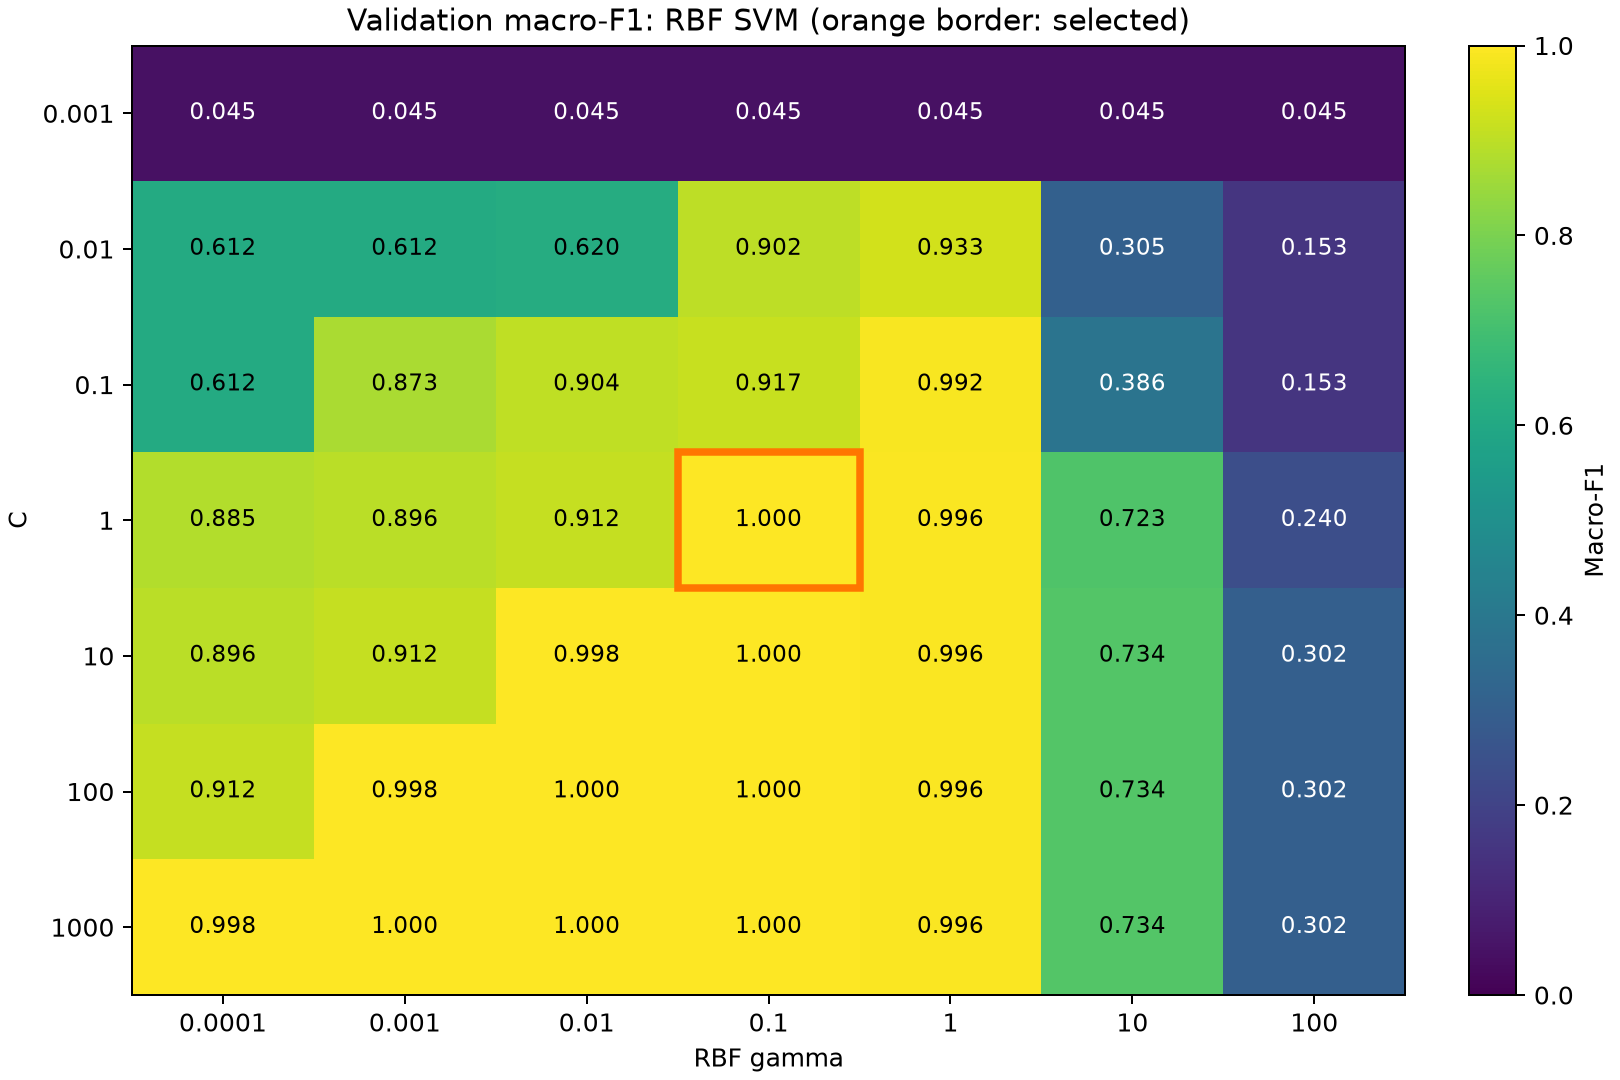 Validation macro-F1: RBF SVM (orange border: selected)
0.001 0.045 0.045 0.045 0.045 0.045 0.045 0.045
0.01 0.612 0.612 0.620 0.902 0.933 0.305 0.153
0.1 0.612 0.873 0.904 0.917 0.992 0.386 0.153
1 0.885 0.896 0.912 1.000 0.996 0.723 0.240
10 0.896 0.912 0.998 1.000 0.996 0.734 0.302
100 0.912 0.998 1.000 1.000 0.996 0.734 0.302
1000 0.998 1.000 1.000 1.000 0.996 0.734 0.302
0.0001 0.001 0.01 0.1 1 10 100
RBF gamma
C
1.0
0.8
0.6
0.4
0.2
0.0
Macro-F1